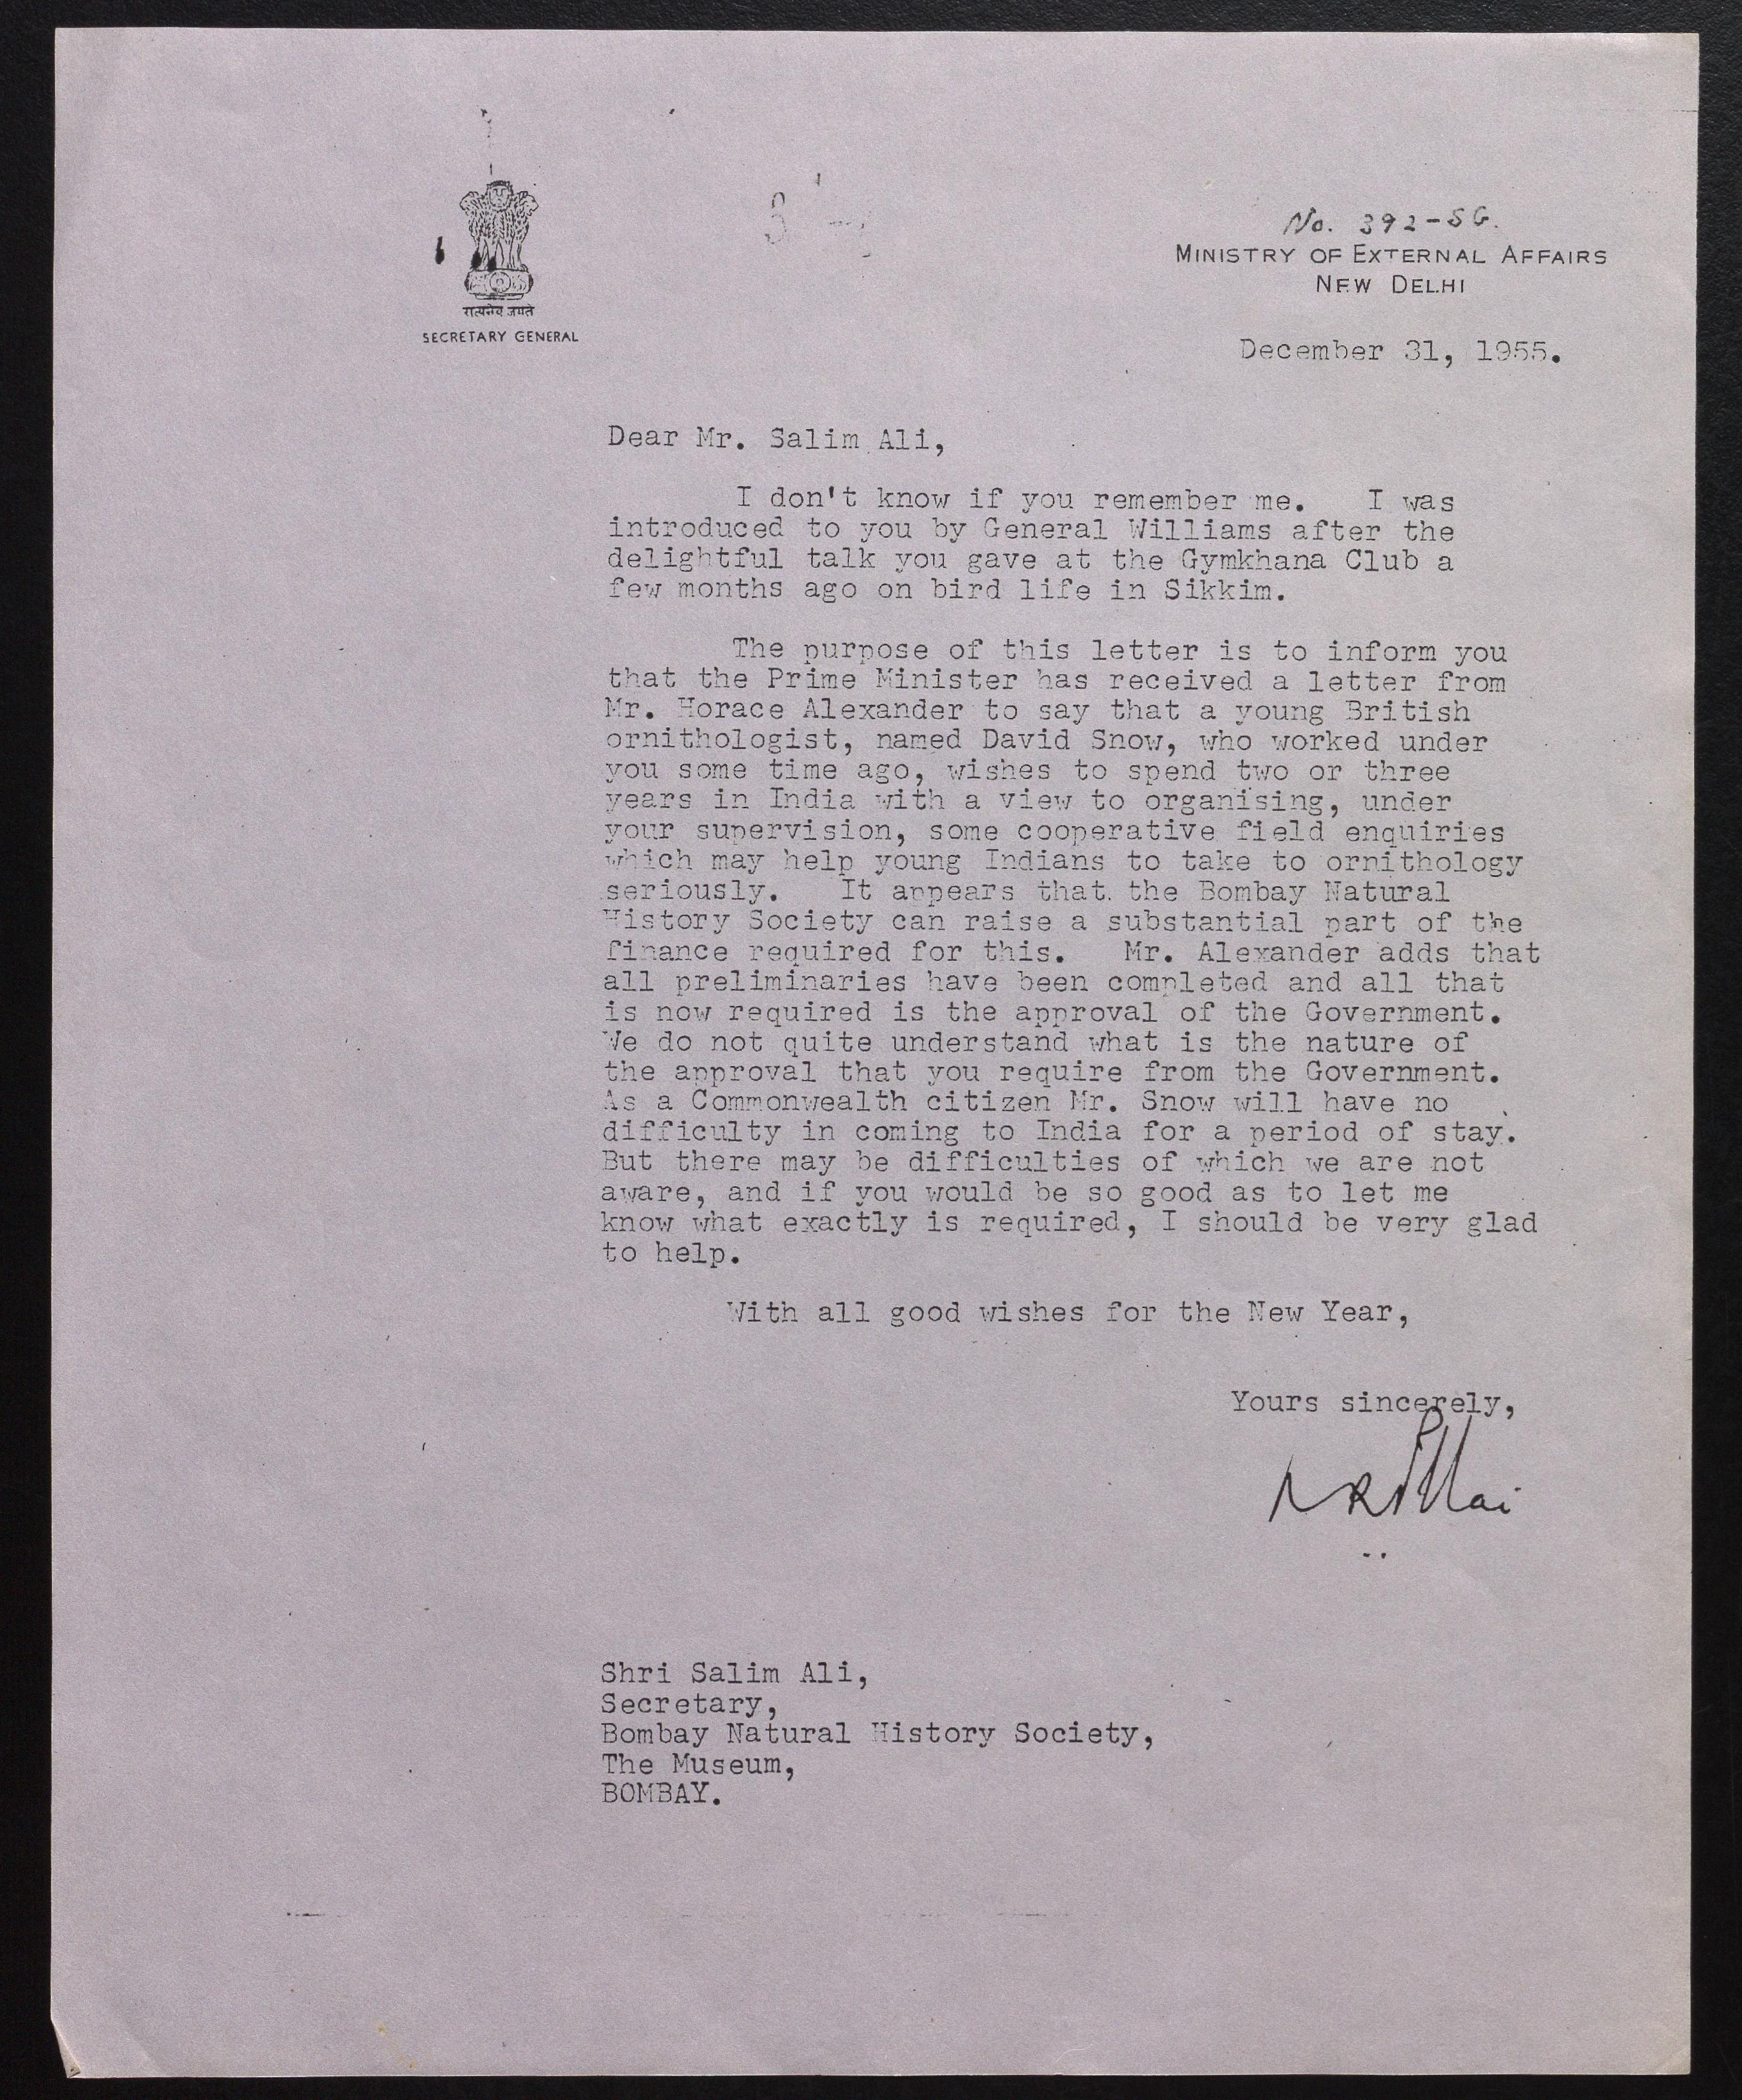 No. 392-SG.
MINISTRY OF EXTERNAL AFFAIRS
NEW DELHI
सत्यमेव जयते
SECRETARY GENERAL
December 31, 1955.
Dear Mr. Salim Ali,
I don't know if you remember me. I was
introduced to you by General Williams after the
delightful talk you gave at the Gymkhana Club a
few months ago on bird life in Sikkim.
The purpose of this letter is to inform you
that the Prime Minister has received a letter from
Mr. Horace Alexander to say that a young British
ornithologist, named David Snow, who worked under
you some time ago, wishes to spend two or three
years in India with a view to organising, under
your supervision, some cooperative field enquiries
which may help young Indians to take to ornithology
seriously. It appears that the Bombay Natural
History Society can raise a substantial part of the
finance required for this. Mr. Alexander adds that
all preliminaries have been completed and all that
is now required is the approval of the Government.
We do not quite understand what is the nature of
the approval that you require from the Government.
As a Commonwealth citizen Mr. Snow will have no
difficulty in coming to India for a period of stay.
But there may be difficulties of which we are not
aware, and if you would be so good as to let me
know what exactly is required, I should be very glad
to help.
With all good wishes for the New Year,
Yours sincerely,
NRPillai
Shri Salim Ali,
Secretary,
Bombay Natural History Society,
The Museum,
BOMBAY.